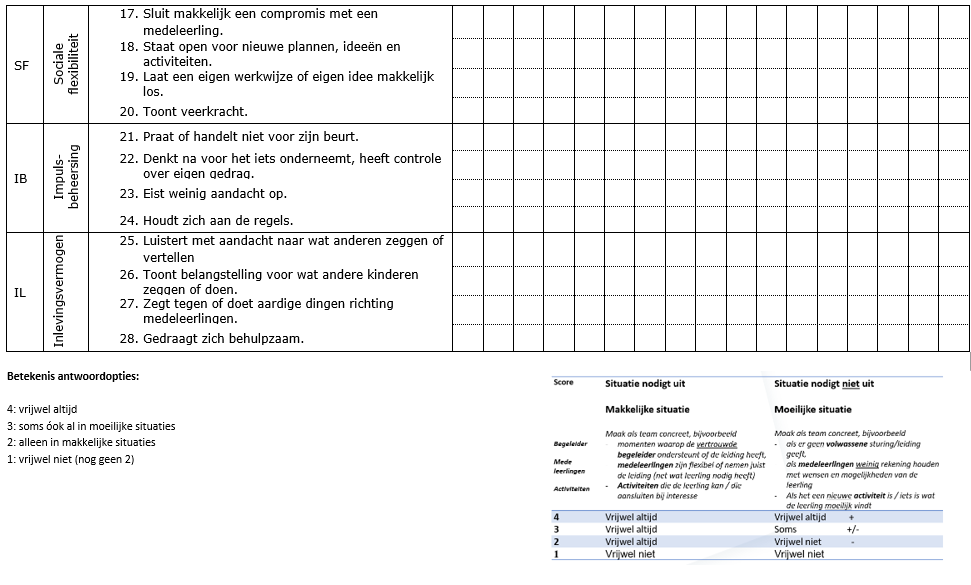 SF
Sociale
flexibiliteit
17. Sluit makkelijk een compromis met een
medeleerling.
18. Staat open voor nieuwe plannen, ideeën en
activiteiten.
19. Laat een eigen werkwijze of eigen idee makkelijk
los.
20. Toont veerkracht.
IB
Impuls-
beheersing
21. Praat of handelt niet voor zijn beurt.
22. Denkt na voor het iets onderneemt, heeft controle
over eigen gedrag.
23. Eist weinig aandacht op.
24. Houdt zich aan de regels.
IL
Inlevingsvermogen
25. Luistert met aandacht naar wat anderen zeggen of
vertellen
26. Toont belangstelling voor wat andere kinderen
zeggen of doen.
27. Zegt tegen of doet aardige dingen richting
medeleerlingen.
28. Gedraagt zich behulpzaam.
Betekenis antwoordopties:
4: vrijwel altijd
3: soms óok al in moeilijke situaties
2: alleen in makkelijke situaties
1: vrijwel niet (nog geen 2)
Score Situatie nodigt uit Situatie nodigt niet uit
Makkelijke situatie Moeilijke situatie
Begeleider
Mede
leerlingen
Activiteiten
Maak als team concreet, bijvoorbeeld
momenten waarop de vertrouwde
begeleider ondersteunt of de leiding heeft,
medeleerlingen zijn flexibel of nemen juist
de leiding (net wat leerling nodig heeft)
- Activiteiten die de leerling kan / die
aansluiten bij interesse
Maak als team concreet, bijvoorbeeld
- als er geen volwassene sturing/leiding
geeft,
als medeleerlingen weinig rekening houden
met wensen en mogelijkheden van de
leerling
- Als het een nieuwe activiteit is / iets is wat
de leerling moeilijk vindt
4 Vrijwel altijd Vrijwel altijd +
3 Vrijwel altijd Soms +/-
2 Vrijwel altijd Vrijwel niet -
1 Vrijwel niet Vrijwel niet